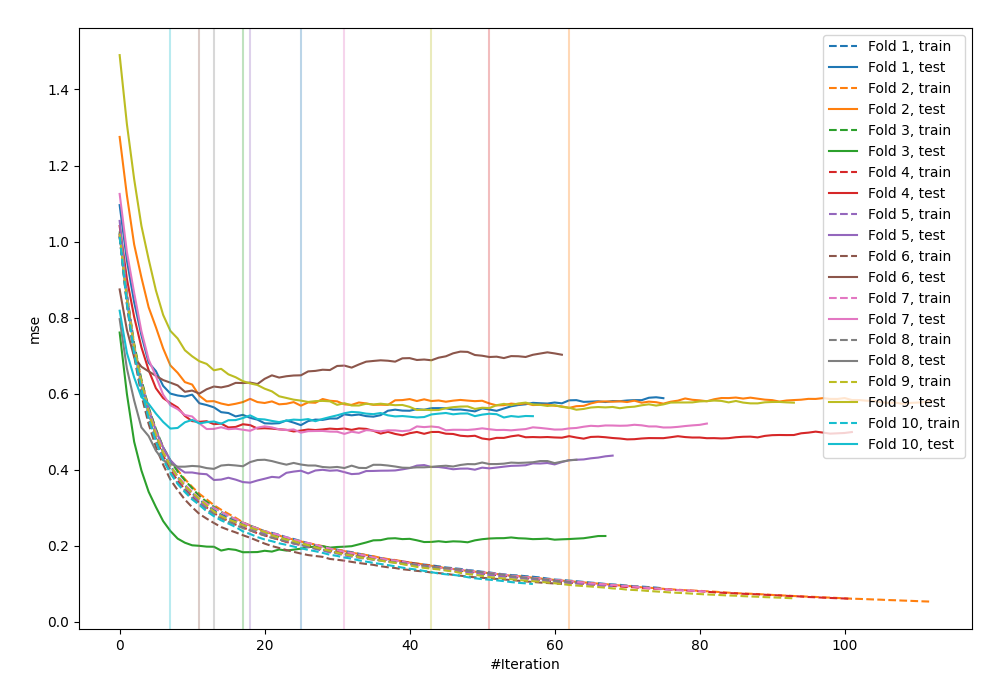 1.4
1.2
1.0
0.8
0.6
0.4
0.2
0.0
mse
0 20 40 60 80 100
#Iteration
Fold 1, train
Fold 1, test
Fold 2, train
Fold 2, test
Fold 3, train
Fold 3, test
Fold 4, train
Fold 4, test
Fold 5, train
Fold 5, test
Fold 6, train
Fold 6, test
Fold 7, train
Fold 7, test
Fold 8, train
Fold 8, test
Fold 9, train
Fold 9, test
Fold 10, train
Fold 10, test